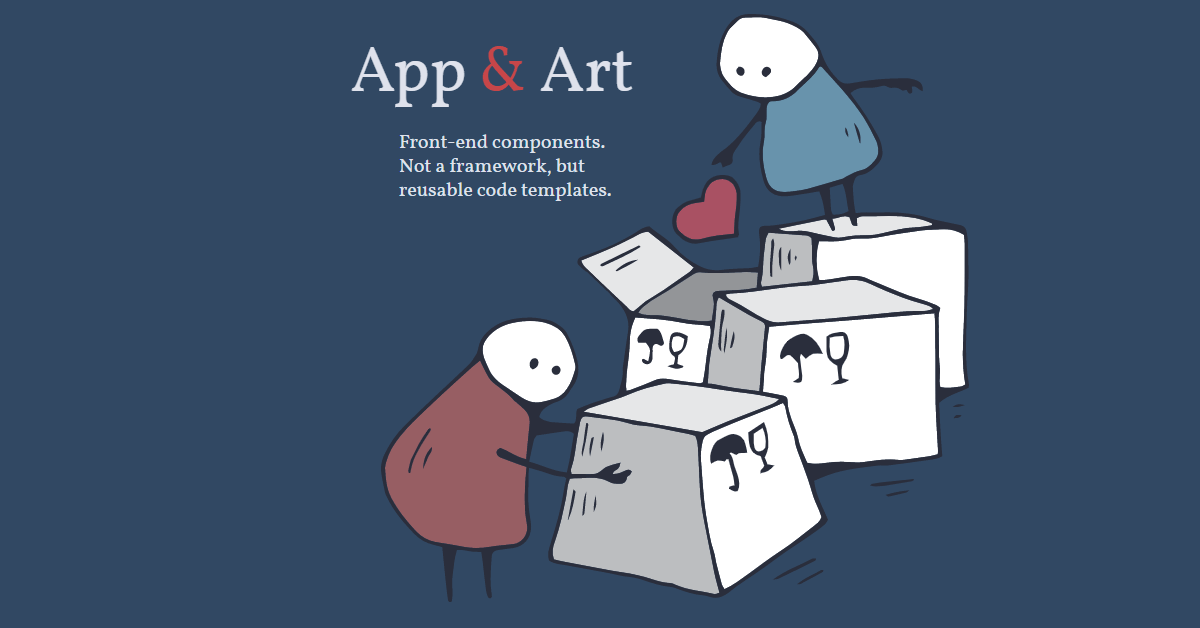 App & Art
Front-end components.
Not a framework, but
reusable code templates.